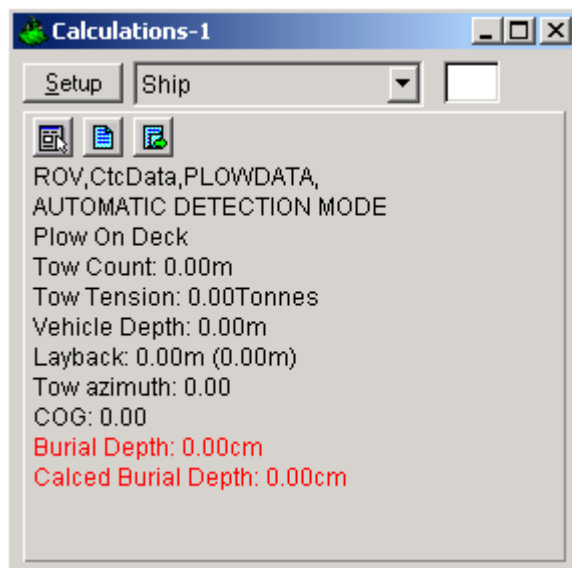 Calculations-1
Setup Ship
ROV,CtcData,PLOWDATA,
AUTOMATIC DETECTION MODE
Plow On Deck
Tow Count: 0.00m
Tow Tension: 0.00Tonnes
Vehicle Depth: 0.00m
Layback: 0.00m (0.00m)
Tow azimuth: 0.00
COG: 0.00
Burial Depth: 0.00cm
Calced Burial Depth: 0.00cm